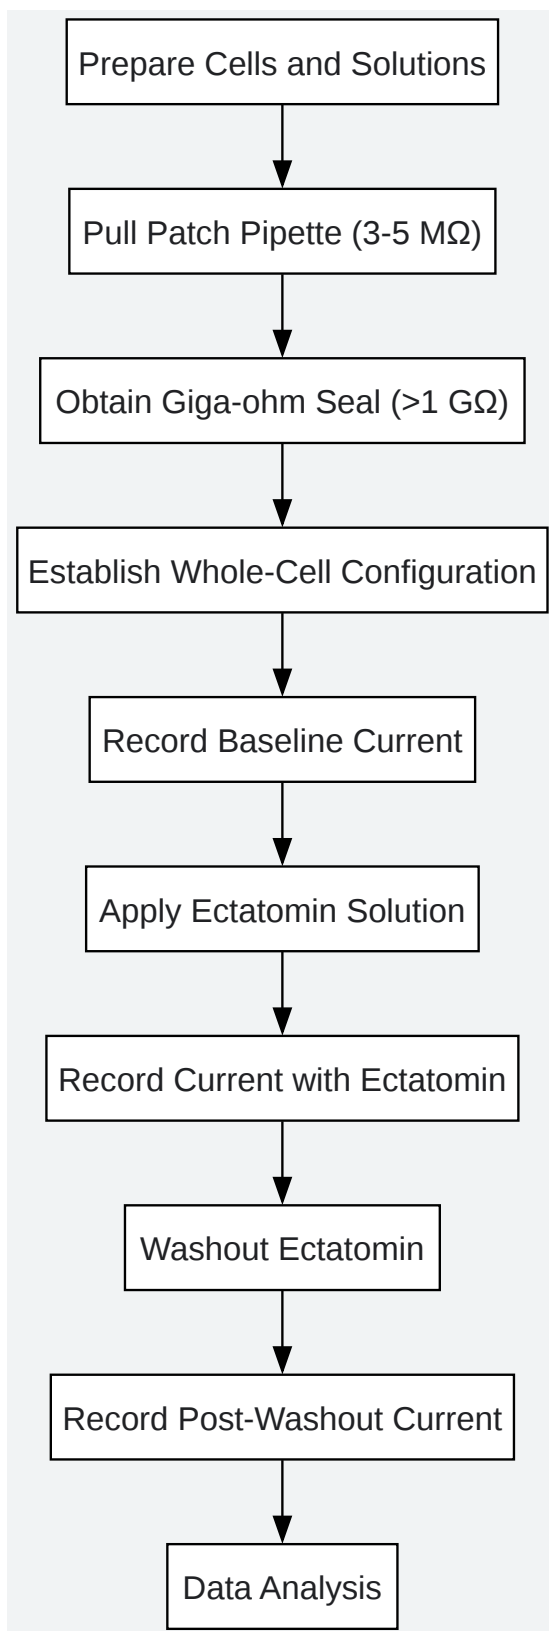 Prepare Cells and Solutions
Pull Patch Pipette (3-5 MΩ)
Obtain Giga-ohm Seal (>1 GΩ)
Establish Whole-Cell Configuration
Record Baseline Current
Apply Ectatomin Solution
Record Current with Ectatomin
Washout Ectatomin
Record Post-Washout Current
Data Analysis